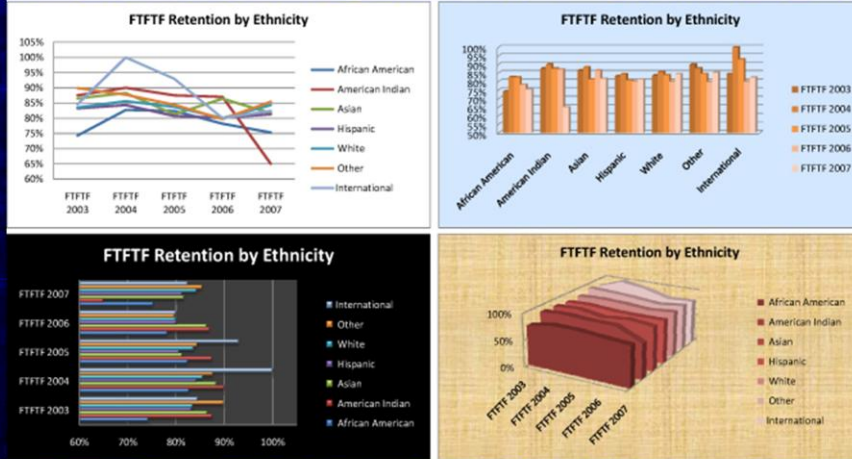 FTFTF Retention by Ethnicity
105%
100%
95%
90%
85%
80%
75%
70%
65%
60%
FTFTF 2003
FTFTF 2004
FTFTF 2005
FTFTF 2006
FTFTF 2007
African American
American Indian
Asian
Hispanic
White
Other
International
FTFTF Retention by Ethnicity
100%
95%
90%
85%
80%
75%
70%
65%
60%
55%
50%
African American
American Indian
Asian
Hispanic
White
Other
International
FTFTF 2003
FTFTF 2004
FTFTF 2005
FTFTF 2006
FTFTF 2007
FTFTF Retention by Ethnicity
FTFTF 2007
FTFTF 2006
FTFTF 2005
FTFTF 2004
FTFTF 2003
60%
70%
80%
90%
100%
International
Other
White
Hispanic
Asian
American Indian
African American
FTFTF Retention by Ethnicity
100%
50%
0%
FTFTF 2003
FTFTF 2004
FTFTF 2005
FTFTF 2006
FTFTF 2007
African American
American Indian
Asian
Hispanic
White
Other
International